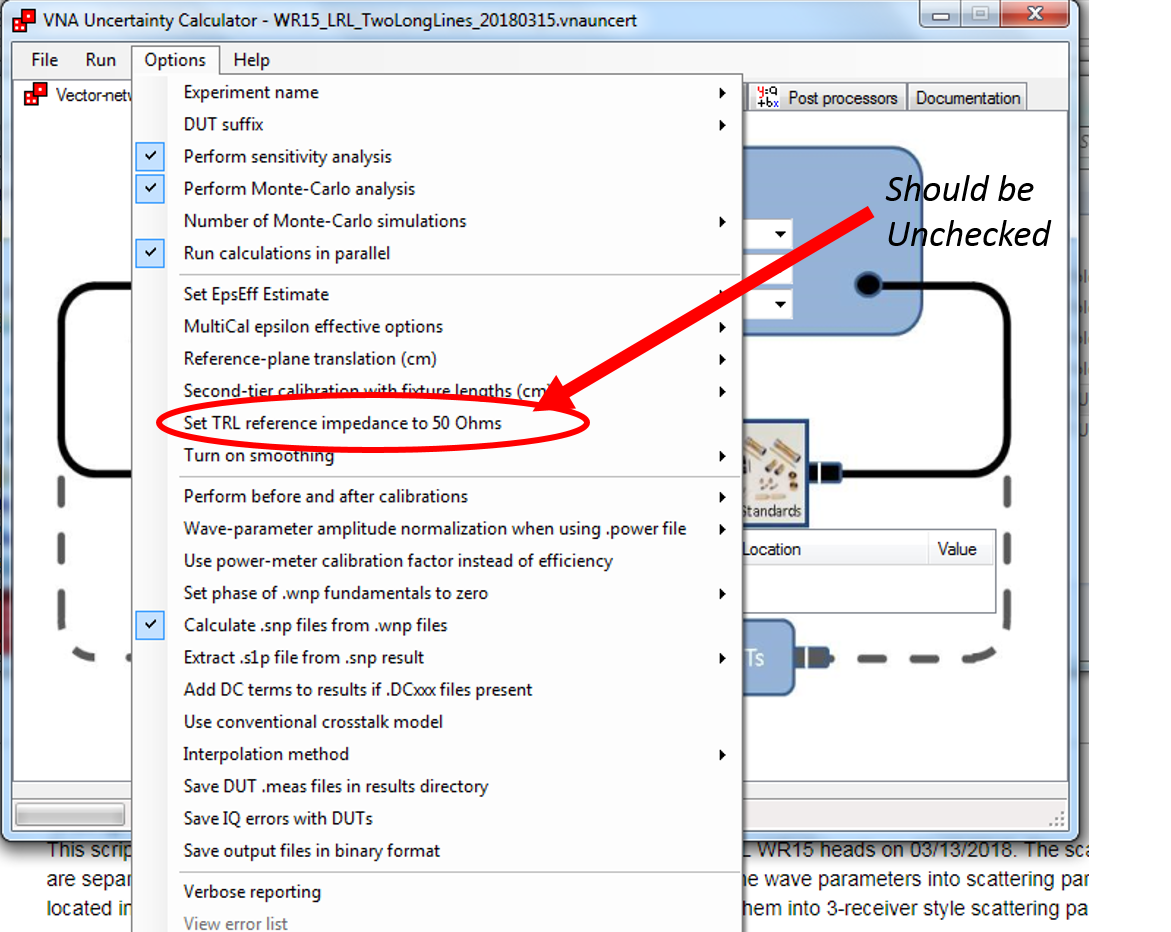 VNA Uncertainty Calculator - WR15_LRL_TwoLongLines_20180315.vnauncert
File Run Options Help
Vector-netw
Post processors
Documentation
Experiment name
DUT suffix
Perform sensitivity analysis
Perform Monte-Carlo analysis
Number of Monte-Carlo simulations
Run calculations in parallel
Should be
Unchecked
Set EpsEff Estimate
MultiCal epsilon effective options
Reference-plane translation (cm)
Second-tier calibration with fixture lengths (cm)
Set TRL reference impedance to 50 Ohms
Turn on smoothing
Perform before and after calibrations
Wave-parameter amplitude normalization when using .power file
Use power-meter calibration factor instead of efficiency
Set phase of .wnp fundamentals to zero
Calculate .snp files from .wnp files
Extract .s1p file from .snp result
Add DC terms to results if .DCxxx files present
Use conventional crosstalk model
Interpolation method
Save DUT .meas files in results directory
Save IQ errors with DUTs
Save output files in binary format
Verbose reporting
View error list
Standards
Location Value
Ts
This scrip L WR15 heads on 03/13/2018. The sca
are separ he wave parameters into scattering par
located in hem into 3-receiver style scattering pa